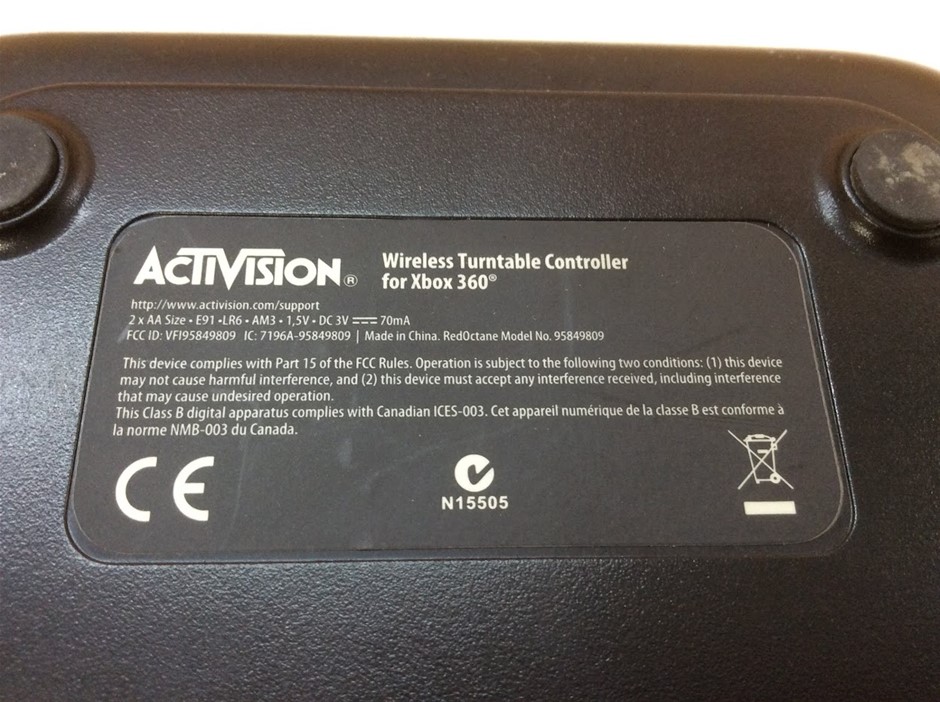 ACTIVISION®
Wireless Turntable Controller
for Xbox 360®
http://www.activision.com/support
2 x AA Size • E91 •LR6 • AM3 • 1,5V • DC 3V ⎓ 70mA
FCC ID: VFI95849809 IC: 7196A-95849809 | Made in China. RedOctane Model No. 95849809
This device complies with Part 15 of the FCC Rules. Operation is subject to the following two conditions: (1) this device
may not cause harmful interference, and (2) this device must accept any interference received, including interference
that may cause undesired operation.
This Class B digital apparatus complies with Canadian ICES-003. Cet appareil numérique de la classe B est conforme à
la norme NMB-003 du Canada.
CE
N15505